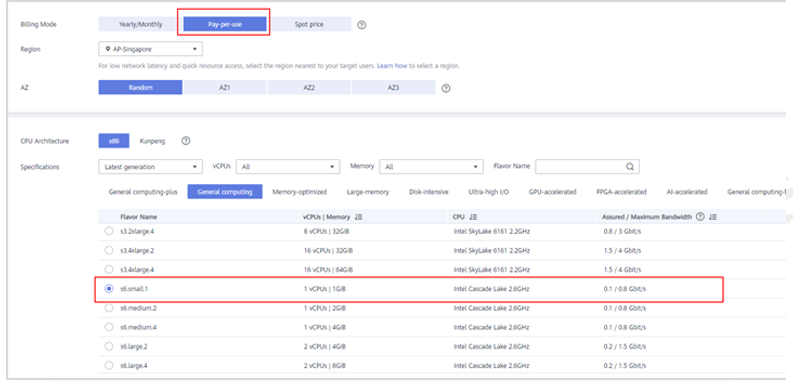 Billing Mode Yearly/Monthly Pay-per-use Spot price ?
Region AP-Singapore
For low network latency and quick resource access, select the region nearest to your target users. Learn how to select a region.
AZ Random AZ1 AZ2 AZ3 ?
CPU Architecture x86 Kunpeng ?
Specifications Latest generation vCPUs All Memory All Flavor Name
General computing-plus General computing Memory-optimized Large-memory Disk-intensive Ultra-high I/O GPU-accelerated FPGA-accelerated AI-accelerated General computing-
Flavor Name vCPUs | Memory CPU Assured / Maximum Bandwidth ?
s3.2xlarge.4 8 vCPUs | 32GiB Intel SkyLake 6161 2.2GHz 0.8 / 3 Gbit/s
s3.4xlarge.2 16 vCPUs | 32GiB Intel SkyLake 6161 2.2GHz 1.5 / 4 Gbit/s
s3.4xlarge.4 16 vCPUs | 64GiB Intel SkyLake 6161 2.2GHz 1.5 / 4 Gbit/s
s6.small.1 1 vCPUs | 1GiB Intel Cascade Lake 2.6GHz 0.1 / 0.8 Gbit/s
s6.medium.2 1 vCPUs | 2GiB Intel Cascade Lake 2.6GHz 0.1 / 0.8 Gbit/s
s6.medium.4 1 vCPUs | 4GiB Intel Cascade Lake 2.6GHz 0.1 / 0.8 Gbit/s
s6.large.2 2 vCPUs | 4GiB Intel Cascade Lake 2.6GHz 0.2 / 1.5 Gbit/s
s6.large.4 2 vCPUs | 8GiB Intel Cascade Lake 2.6GHz 0.2 / 1.5 Gbit/s